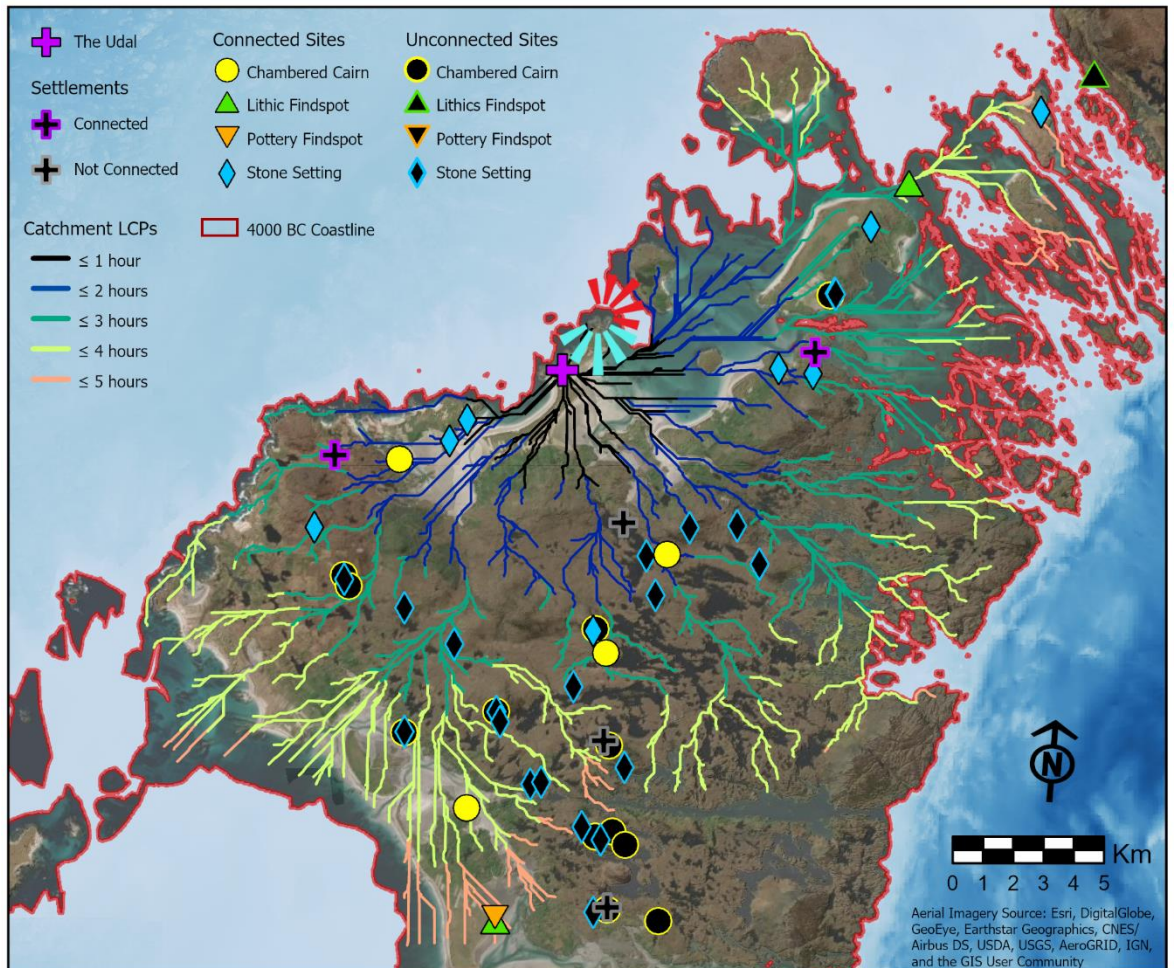 The Udal
Settlements
Connected
Not Connected
Connected Sites
Chambered Cairn
Lithic Findspot
Pottery Findspot
Stone Setting
Unconnected Sites
Chambered Cairn
Lithics Findspot
Pottery Findspot
Stone Setting
Catchment LCPs
≤ 1 hour
≤ 2 hours
≤ 3 hours
≤ 4 hours
≤ 5 hours
4000 BC Coastline
N
Km
0 1 2 3 4 5
Aerial Imagery Source: Esri, DigitalGlobe,
GeoEye, Earthstar Geographics, CNES/
Airbus DS, USDA, USGS, AeroGRID, IGN,
and the GIS User Community